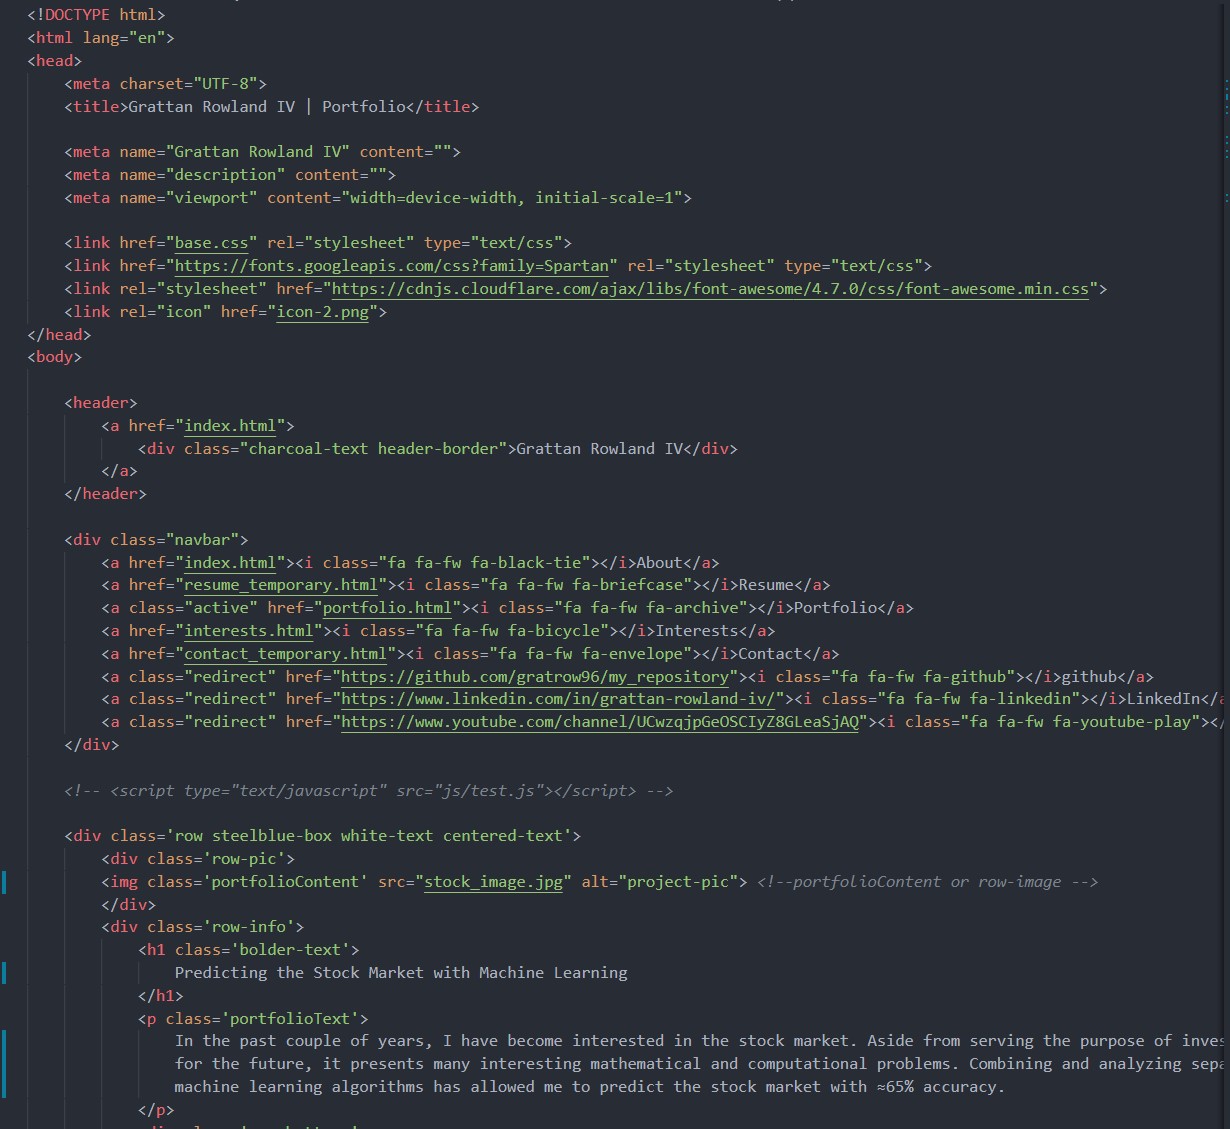 <!DOCTYPE html>
<html lang="en">
<head>
<meta charset="UTF-8">
<title>Grattan Rowland IV | Portfolio</title>
<meta name="Grattan Rowland IV" content="">
<meta name="description" content="">
<meta name="viewport" content="width=device-width, initial-scale=1">
<link href="base.css" rel="stylesheet" type="text/css">
<link href="https://fonts.googleapis.com/css?family=Spartan" rel="stylesheet" type="text/css">
<link rel="stylesheet" href="https://cdnjs.cloudflare.com/ajax/libs/font-awesome/4.7.0/css/font-awesome.min.css">
<link rel="icon" href="icon-2.png">
</head>
<body>
<header>
<a href="index.html">
<div class="charcoal-text header-border">Grattan Rowland IV</div>
</a>
</header>
<div class="navbar">
<a href="index.html"><i class="fa fa-fw fa-black-tie"></i>About</a>
<a href="resume_temporary.html"><i class="fa fa-fw fa-briefcase"></i>Resume</a>
<a class="active" href="portfolio.html"><i class="fa fa-fw fa-archive"></i>Portfolio</a>
<a href="interests.html"><i class="fa fa-fw fa-bicycle"></i>Interests</a>
<a href="contact_temporary.html"><i class="fa fa-fw fa-envelope"></i>Contact</a>
<a class="redirect" href="https://github.com/gratrow96/my_repository"><i class="fa fa-fw fa-github"></i>github</a>
<a class="redirect" href="https://www.linkedin.com/in/grattan-rowland-iv/"><i class="fa fa-fw fa-linkedin"></i>LinkedIn</a
<a class="redirect" href="https://www.youtube.com/channel/UCwzqjpGeOSCIyZ8GLeaSjAQ"><i class="fa fa-fw fa-youtube-play"></
</div>
<!-- <script type="text/javascript" src="js/test.js"></script> -->
<div class='row steelblue-box white-text centered-text'>
<div class='row-pic'>
<img class='portfolioContent' src="stock_image.jpg" alt="project-pic"> <!--portfolioContent or row-image -->
</div>
<div class='row-info'>
<h1 class='bolder-text'>
Predicting the Stock Market with Machine Learning
</h1>
<p class='portfolioText'>
In the past couple of years, I have become interested in the stock market. Aside from serving the purpose of inves
for the future, it presents many interesting mathematical and computational problems. Combining and analyzing sepa
machine learning algorithms has allowed me to predict the stock market with ≈65% accuracy.
</p>